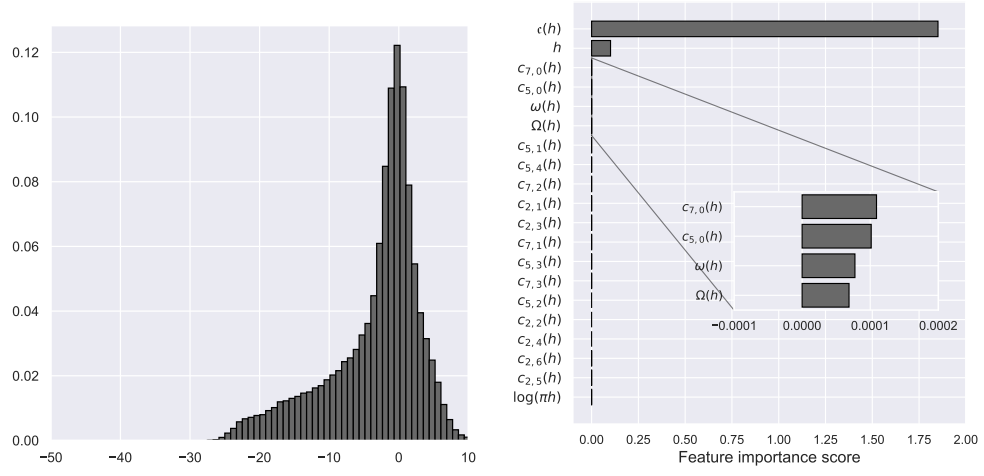 0.12
0.10
0.08
0.06
0.04
0.02
0.00
−50 −40 −30 −20 −10 0 10
𝔠(h)
h
c₇,₀(h)
c₅,₀(h)
ω(h)
Ω(h)
c₅,₁(h)
c₅,₄(h)
c₇,₂(h)
c₂,₁(h)
c₂,₃(h)
c₇,₁(h)
c₅,₃(h)
c₇,₃(h)
c₅,₂(h)
c₂,₂(h)
c₂,₄(h)
c₂,₆(h)
c₂,₅(h)
log(πh)
c₇,₀(h)
c₅,₀(h)
ω(h)
Ω(h)
−0.0001 0.0000 0.0001 0.0002
0.00 0.25 0.50 0.75 1.00 1.25 1.50 1.75 2.00
Feature importance score